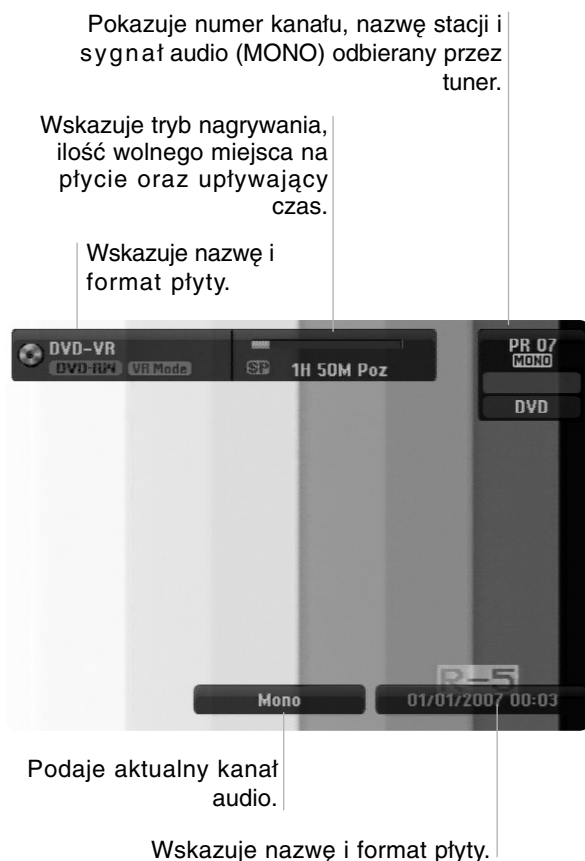 Pokazuje numer kanału, nazwę stacji i
sygnał audio (MONO) odbierany przez
tuner.
Wskazuje tryb nagrywania,
ilość wolnego miejsca na
płycie oraz upływający
czas.
Wskazuje nazwę i
format płyty.
DVD-VR
DVD-RW VR Mode
SP 1H 50M Poz
PR 07
MONO
DVD
R-5
Mono
01/01/2007 00:03
Podaje aktualny kanał
audio.
Wskazuje nazwę i format płyty.